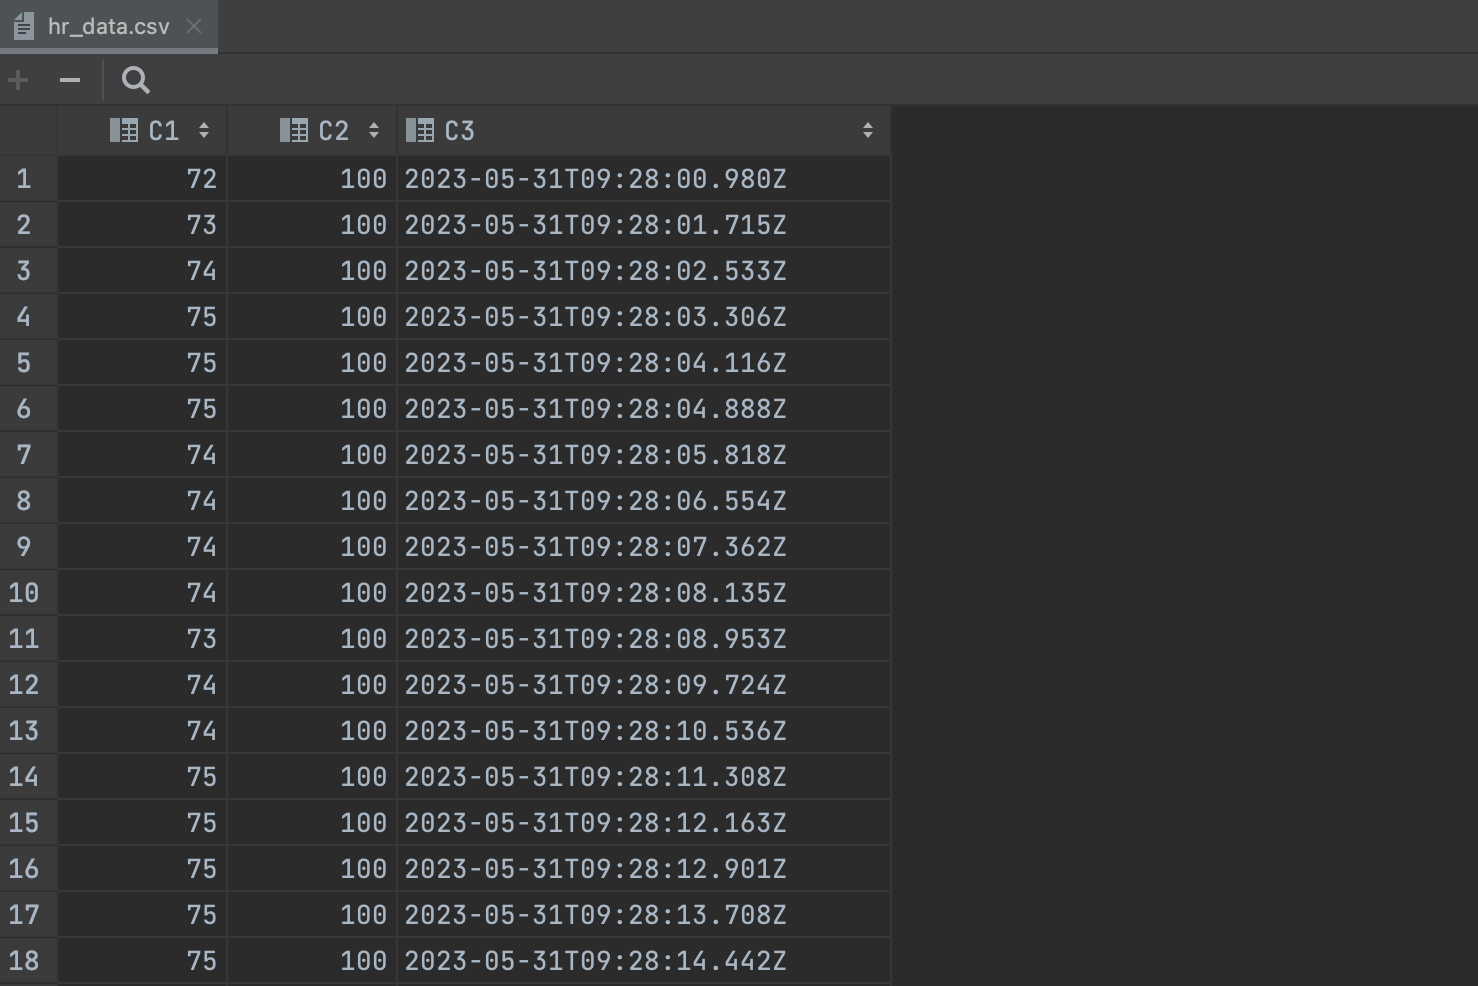 hr_data.csv
C1 C2 C3
1 72 100 2023-05-31T09:28:00.980Z
2 73 100 2023-05-31T09:28:01.715Z
3 74 100 2023-05-31T09:28:02.533Z
4 75 100 2023-05-31T09:28:03.306Z
5 75 100 2023-05-31T09:28:04.116Z
6 75 100 2023-05-31T09:28:04.888Z
7 74 100 2023-05-31T09:28:05.818Z
8 74 100 2023-05-31T09:28:06.554Z
9 74 100 2023-05-31T09:28:07.362Z
10 74 100 2023-05-31T09:28:08.135Z
11 73 100 2023-05-31T09:28:08.953Z
12 74 100 2023-05-31T09:28:09.724Z
13 74 100 2023-05-31T09:28:10.536Z
14 75 100 2023-05-31T09:28:11.308Z
15 75 100 2023-05-31T09:28:12.163Z
16 75 100 2023-05-31T09:28:12.901Z
17 75 100 2023-05-31T09:28:13.708Z
18 75 100 2023-05-31T09:28:14.442Z